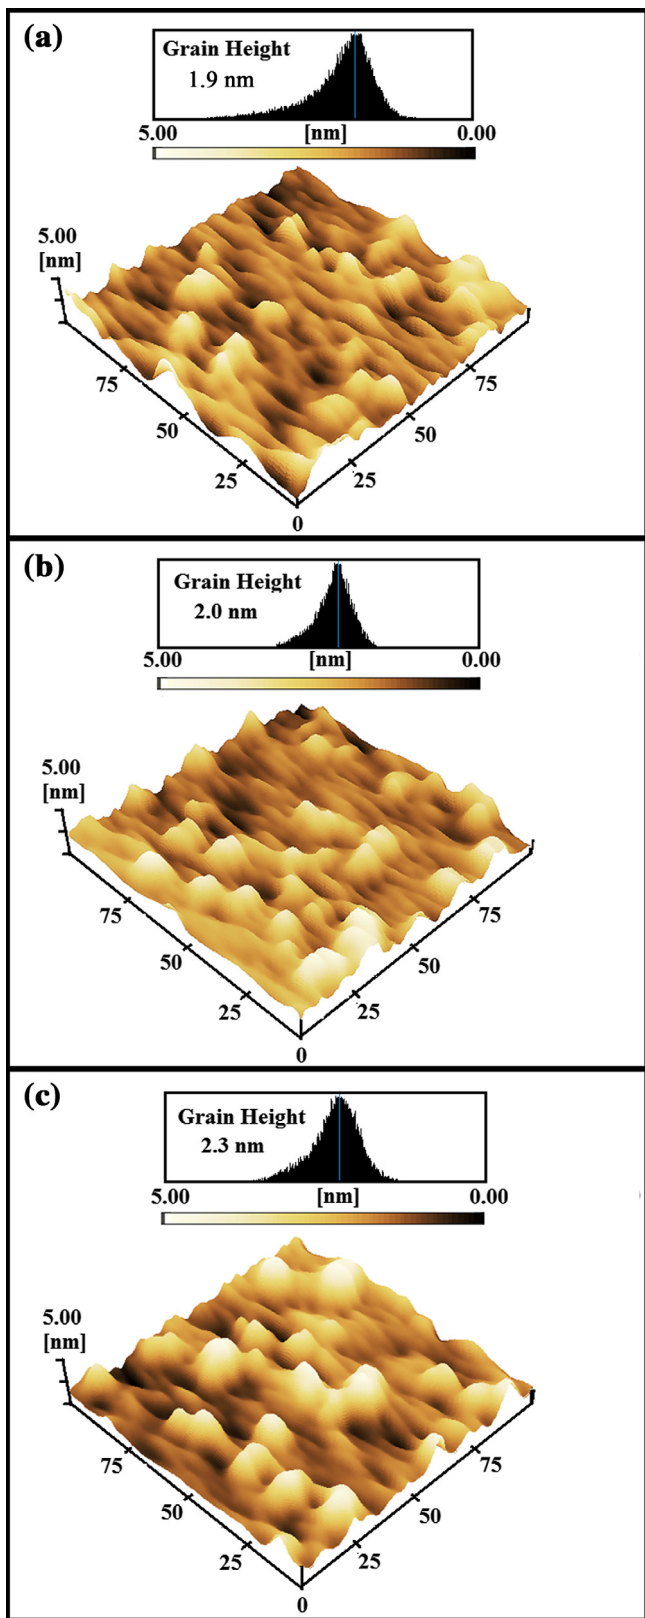 (a)
Grain Height
1.9 nm
5.00 [nm] 0.00
5.00
[nm]
75 75
50 50
25 25
0
(b)
Grain Height
2.0 nm
5.00 [nm] 0.00
5.00
[nm]
75 75
50 50
25 25
0
(c)
Grain Height
2.3 nm
5.00 [nm] 0.00
5.00
[nm]
75 75
50 50
25 25
0